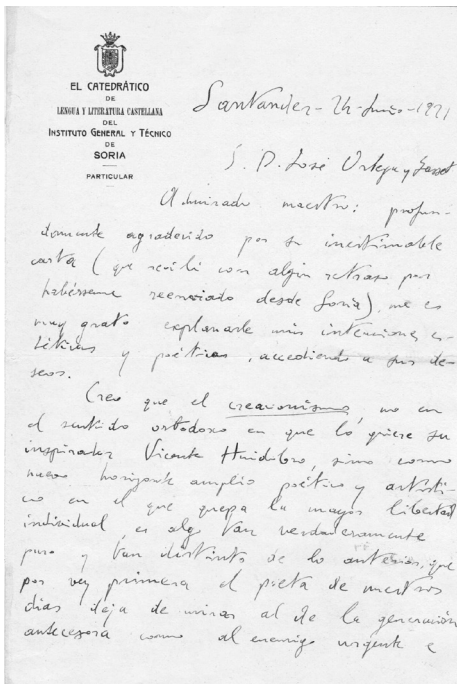 EL CATEDRÁTICO
DE
LENGUA Y LITERATURA CASTELLANA
DEL
INSTITUTO GENERAL Y TÉCNICO
DE
SORIA
PARTICULAR
Santander - 24 - Junio - 1921
S. D. José Ortega y Gasset
Admirado maestro: profun-
damente agradecido por su inestimable
carta (que recibí con algún retraso por
habérseme reenviado desde Soria), me es
muy grato explanarle mis intenciones es-
téticas y poéticas, accediendo a sus de-
seos.
Creo que el creacionismo, no en
el sentido ortodoxo en que lo quiere su
inspirador Vicente Huidobro, sino como
nuevo horizonte amplio poético y artísti-
co en el que quepa la mayor libertad
individual, es algo tan verdaderamente
puro y tan distinto de lo anterior, que
por vez primera el poeta de nuestros
días deja de mirar al de la generación
antecesora como al enemigo urgente e